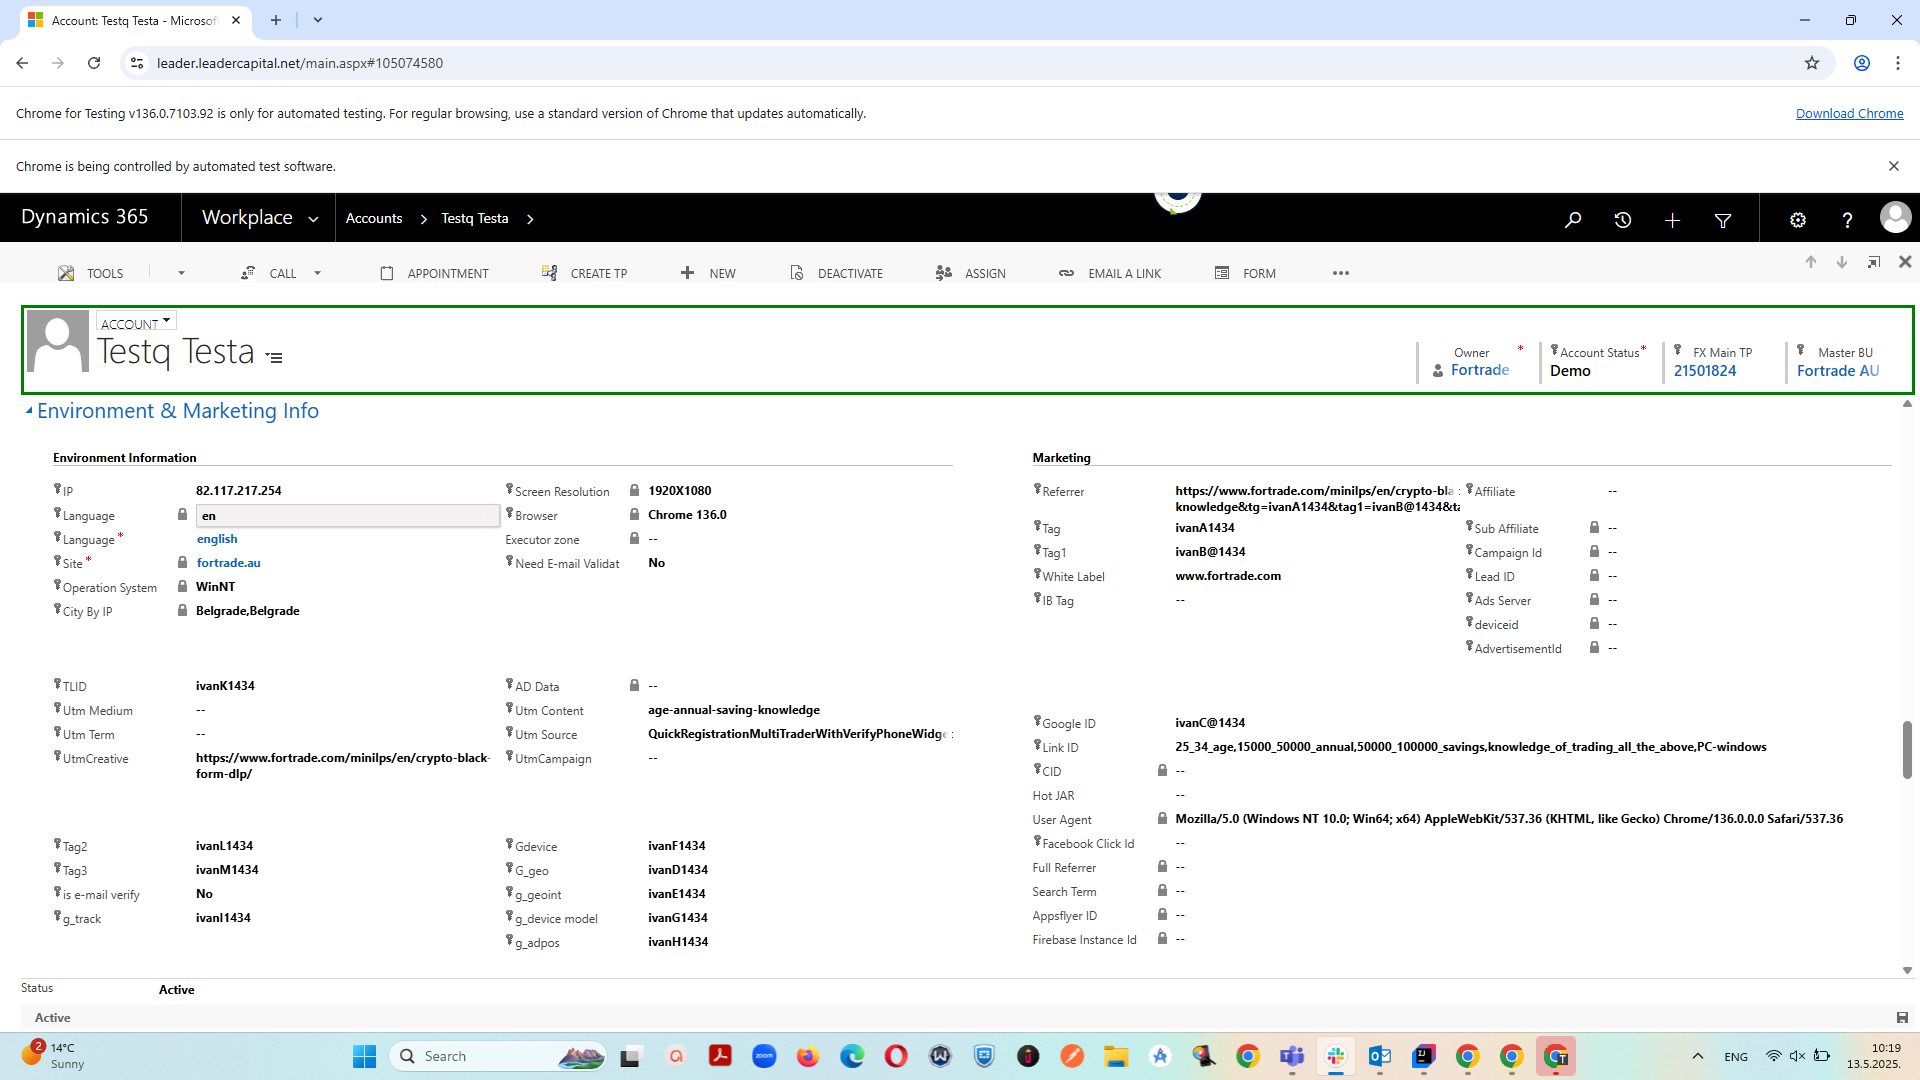 Account: Testq Testa - Microsof
leader.leadercapital.net/main.aspx#105074580
Chrome for Testing v136.0.7103.92 is only for automated testing. For regular browsing, use a standard version of Chrome that updates automatically.
Download Chrome
Chrome is being controlled by automated test software.
Dynamics 365
Workplace
Accounts
Testq Testa
TOOLS
CALL
APPOINTMENT
CREATE TP
NEW
DEACTIVATE
ASSIGN
EMAIL A LINK
FORM
•••
ACCOUNT
Testq Testa
Owner *
Fortrade
Account Status *
Demo
FX Main TP
21501824
Master BU
Fortrade AU
Environment & Marketing Info
Environment Information
IP 82.117.217.254
Language en
Language * english
Site * fortrade.au
Operation System WinNT
City By IP Belgrade,Belgrade
Screen Resolution 1920X1080
Browser Chrome 136.0
Executor zone --
Need E-mail Validat No
TLID ivanK1434
Utm Medium --
Utm Term --
UtmCreative https://www.fortrade.com/minilps/en/crypto-black-
form-dlp/
AD Data --
Utm Content age-annual-saving-knowledge
Utm Source QuickRegistrationMultiTraderWithVerifyPhoneWidge
UtmCampaign --
Tag2 ivanL1434
Tag3 ivanM1434
is e-mail verify No
g_track ivanI1434
Gdevice ivanF1434
G_geo ivanD1434
g_geoint ivanE1434
g_device model ivanG1434
g_adpos ivanH1434
Marketing
Referrer https://www.fortrade.com/minilps/en/crypto-bla
knowledge&tg=ivanA1434&tag1=ivanB@1434&ta
Tag ivanA1434
Tag1 ivanB@1434
White Label www.fortrade.com
IB Tag --
Affiliate --
Sub Affiliate --
Campaign Id --
Lead ID --
Ads Server --
deviceid --
AdvertisementId --
Google ID ivanC@1434
Link ID 25_34_age,15000_50000_annual,50000_100000_savings,knowledge_of_trading_all_the_above,PC-windows
CID --
Hot JAR --
User Agent Mozilla/5.0 (Windows NT 10.0; Win64; x64) AppleWebKit/537.36 (KHTML, like Gecko) Chrome/136.0.0.0 Safari/537.36
Facebook Click Id --
Full Referrer --
Search Term --
Appsflyer ID --
Firebase Instance Id --
Status Active
Active
2
14°C
Sunny
Search
zoom
ENG
10:19
13.5.2025.